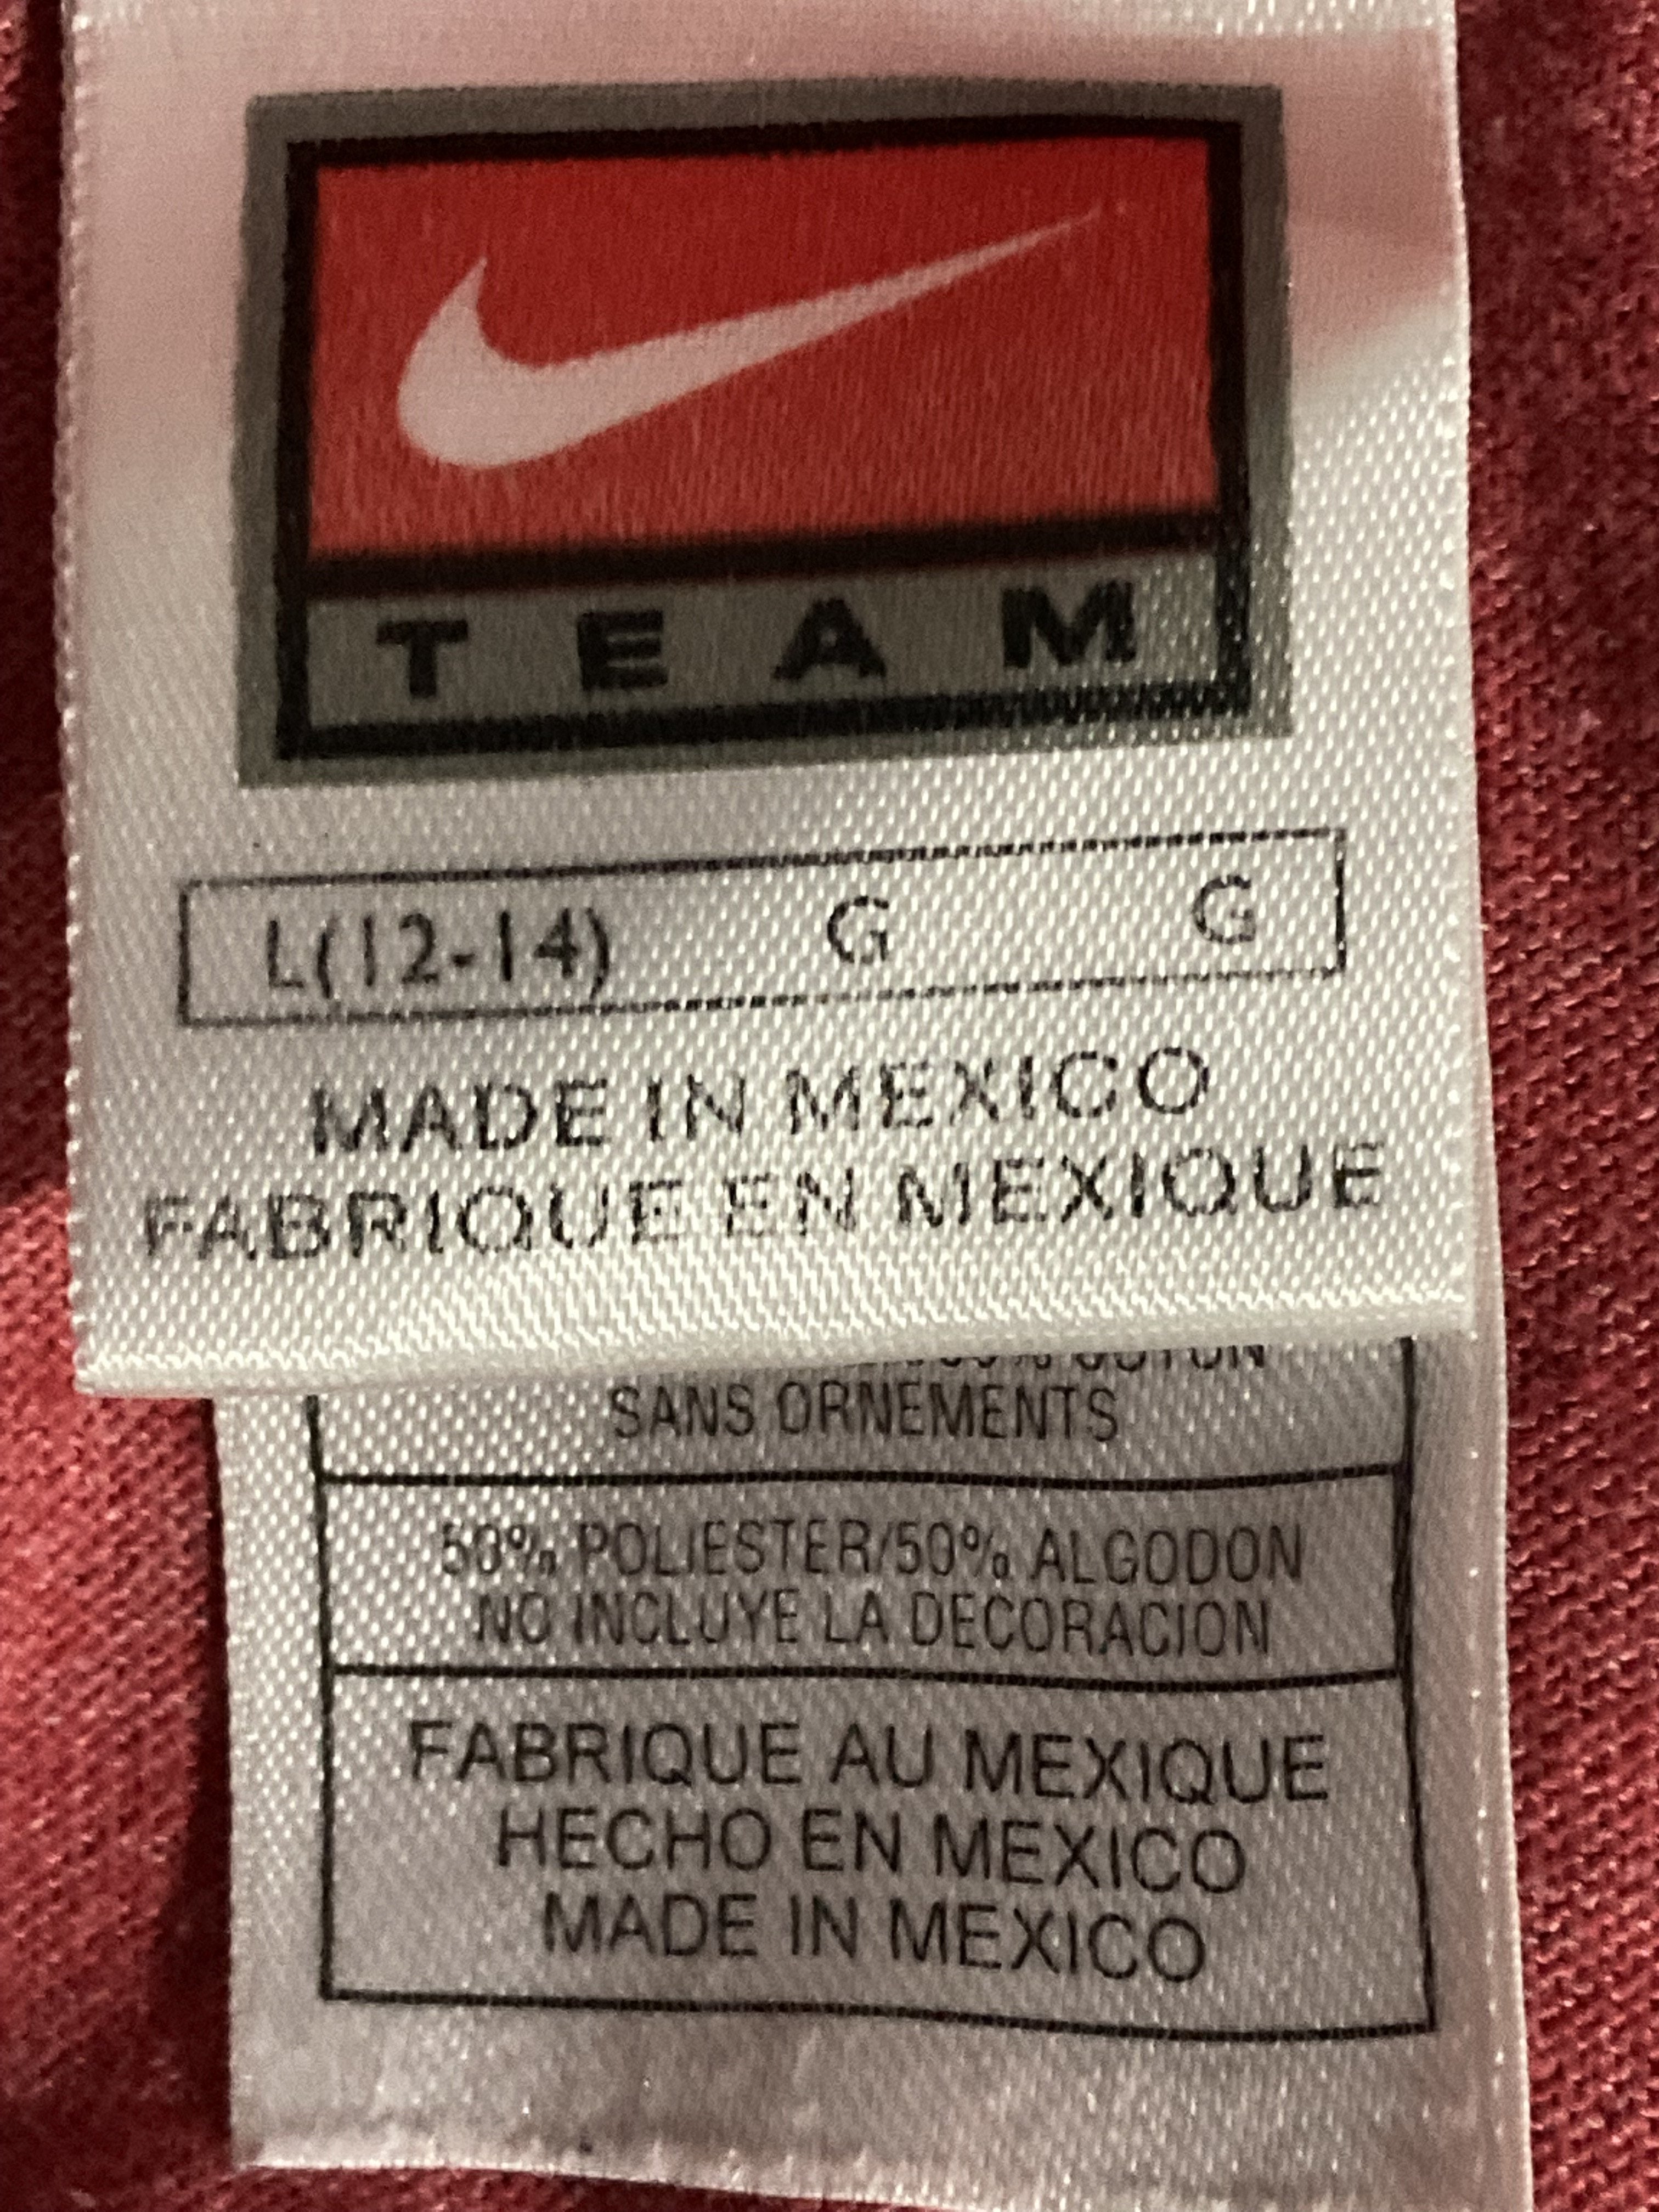 TEAM
L(12-14) G G
MADE IN MEXICO
FABRIQUE EN MEXIQUE
COTON
SANS ORNEMENTS
50% POLIESTER/50% ALGODON
NO INCLUYE LA DECORACION
FABRIQUE AU MEXIQUE
HECHO EN MEXICO
MADE IN MEXICO